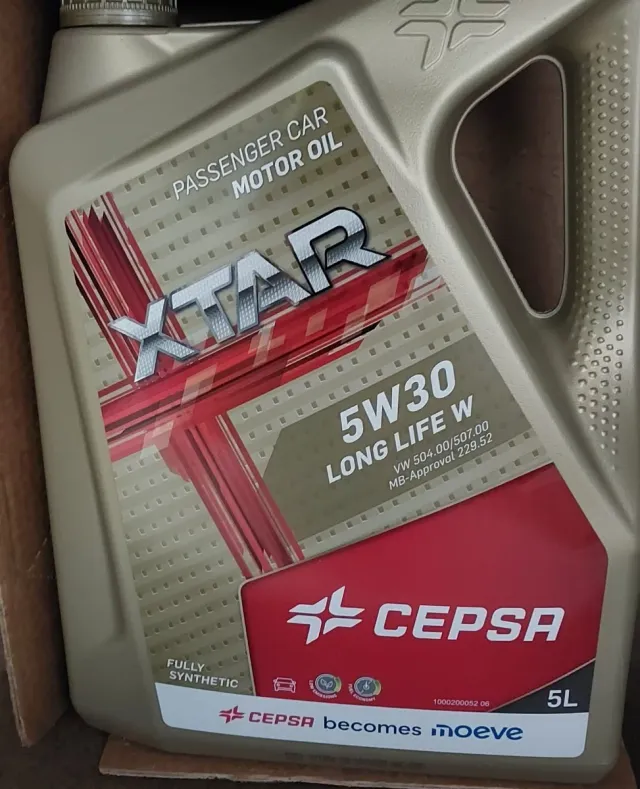 PASSENGER CAR
MOTOR OIL
XTAR
5W30
LONG LIFE W
VW 504.00/507.00
MB-Approval 229.52
CEPSA
FULLY
SYNTHETIC
1000200052 06
5L
CEPSA becomes moeve